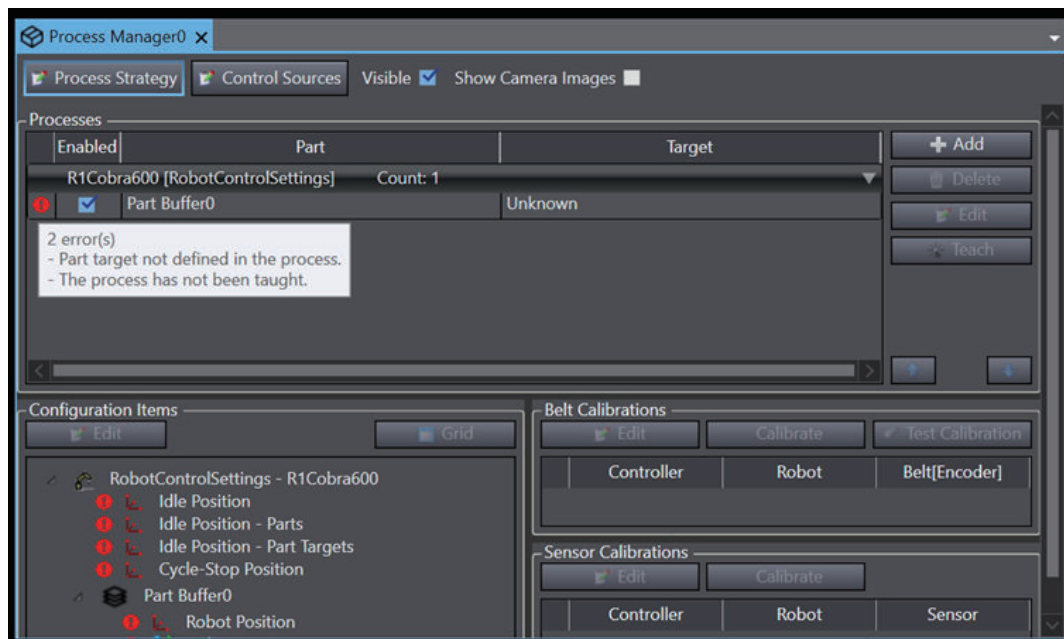 Process Manager0
Process Strategy Control Sources Visible Show Camera Images
Processes
Enabled Part Target
R1Cobra600 [RobotControlSettings] Count: 1
Part Buffer0 Unknown
2 error(s)
- Part target not defined in the process.
- The process has not been taught.
Add
Delete
Edit
Teach
Configuration Items
Edit Grid
RobotControlSettings - R1Cobra600
Idle Position
Idle Position - Parts
Idle Position - Part Targets
Cycle-Stop Position
Part Buffer0
Robot Position
Belt Calibrations
Edit Calibrate Test Calibration
Controller Robot Belt[Encoder]
Sensor Calibrations
Edit Calibrate
Controller Robot Sensor